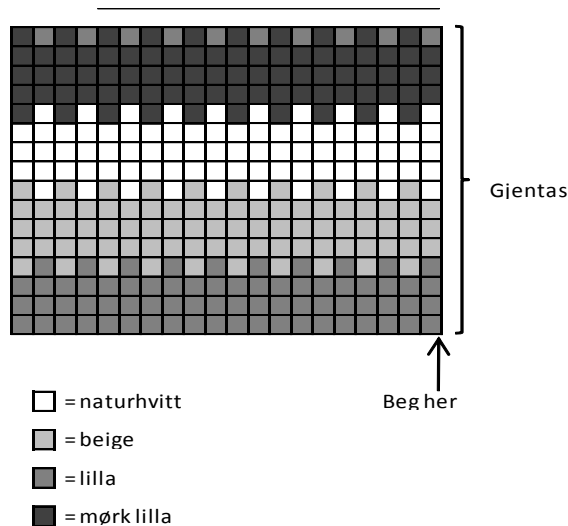 Gjentas
Beg her
= naturhvitt
= beige
= lilla
= mørk lilla